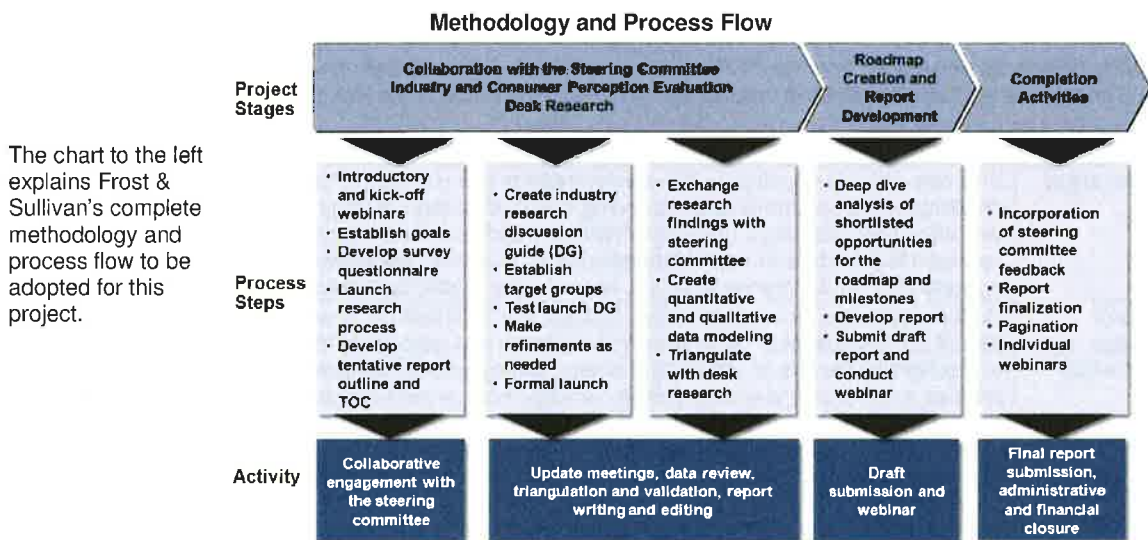 Methodology and Process Flow
Project
Stages
Collaboration with the Steering Committee
Industry and Consumer Perception Evaluation
Desk Research
Roadmap
Creation and
Report
Development
Completion
Activities
The chart to the left
explains Frost &
Sullivan's complete
methodology and
process flow to be
adopted for this
project.
Process
Steps
• Introductory
and kick-off
webinars
• Establish goals
• Develop survey
questionnaire
• Launch
research
process
• Develop
tentative report
outline and
TOC
• Create industry
research
discussion
guide (DG)
• Establish
target groups
• Test launch DG
• Make
refinements as
needed
• Formal launch
• Exchange
research
findings with
steering
committee
• Create
quantitative
and qualitative
data modeling
• Triangulate
with desk
research
• Deep dive
analysis of
shortlisted
opportunities
for the
roadmap and
milestones
• Develop report
• Submit draft
report and
conduct
webinar
• Incorporation
of steering
committee
feedback
• Report
finalization
• Pagination
• Individual
webinars
Activity
Collaborative
engagement with
the steering
committee
Update meetings, data review,
triangulation and validation, report
writing and editing
Draft
submission and
webinar
Final report
submission,
administrative
and financial
closure